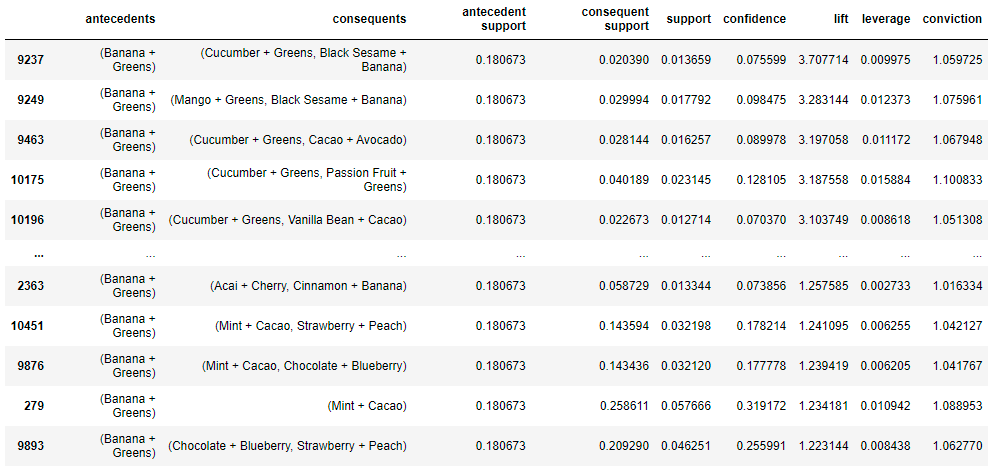 antecedents consequents antecedent support consequent support support confidence lift leverage conviction
9237 (Banana + Greens) (Cucumber + Greens, Black Sesame + Banana) 0.180673 0.020390 0.013659 0.075599 3.707714 0.009975 1.059725
9249 (Banana + Greens) (Mango + Greens, Black Sesame + Banana) 0.180673 0.029994 0.017792 0.098475 3.283144 0.012373 1.075961
9463 (Banana + Greens) (Cucumber + Greens, Cacao + Avocado) 0.180673 0.028144 0.016257 0.089978 3.197058 0.011172 1.067948
10175 (Banana + Greens) (Cucumber + Greens, Passion Fruit + Greens) 0.180673 0.040189 0.023145 0.128105 3.187558 0.015884 1.100833
10196 (Banana + Greens) (Cucumber + Greens, Vanilla Bean + Cacao) 0.180673 0.022673 0.012714 0.070370 3.103749 0.008618 1.051308
... ... ... ... ... ... ... ... ... ...
2363 (Banana + Greens) (Acai + Cherry, Cinnamon + Banana) 0.180673 0.058729 0.013344 0.073856 1.257585 0.002733 1.016334
10451 (Banana + Greens) (Mint + Cacao, Strawberry + Peach) 0.180673 0.143594 0.032198 0.178214 1.241095 0.006255 1.042127
9876 (Banana + Greens) (Mint + Cacao, Chocolate + Blueberry) 0.180673 0.143436 0.032120 0.177778 1.239419 0.006205 1.041767
279 (Banana + Greens) (Mint + Cacao) 0.180673 0.258611 0.057666 0.319172 1.234181 0.010942 1.088953
9893 (Banana + Greens) (Chocolate + Blueberry, Strawberry + Peach) 0.180673 0.209290 0.046251 0.255991 1.223144 0.008438 1.062770